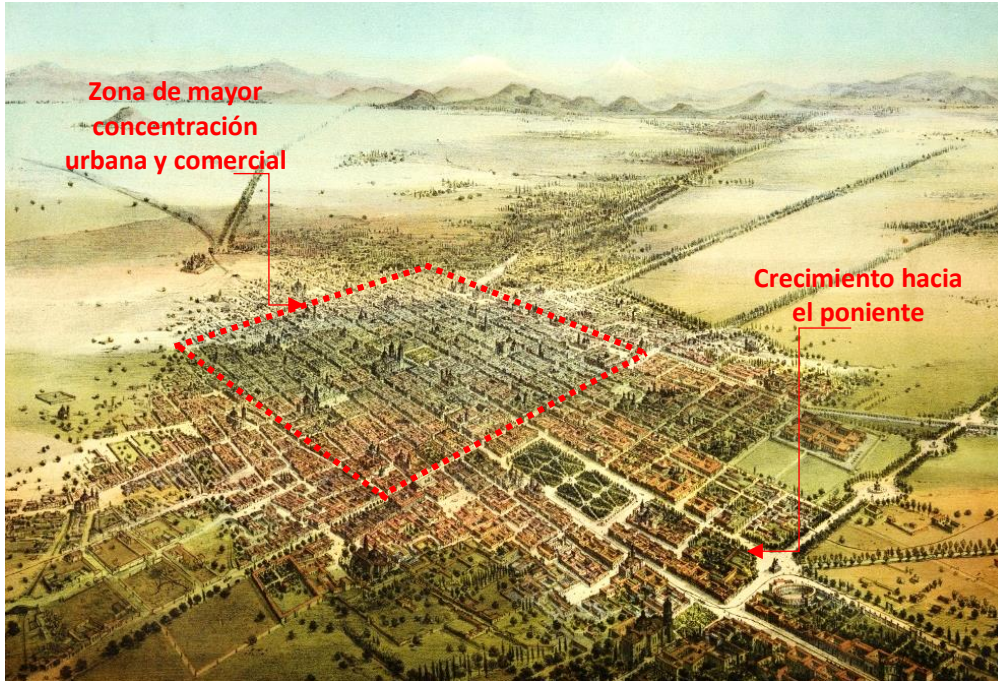 Zona de mayor
concentración
urbana y comercial
Crecimiento hacia
el poniente